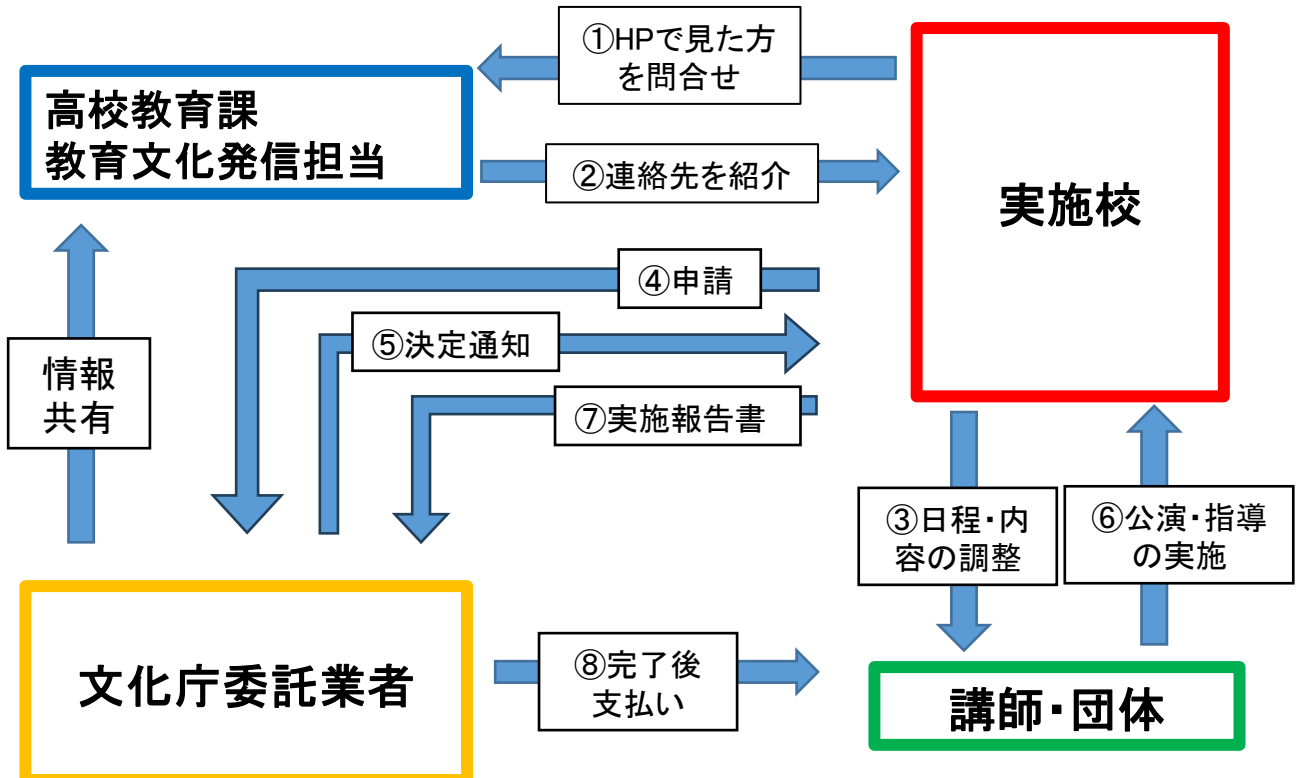 ①HPで見た方
を問合せ
高校教育課
教育文化発信担当
②連絡先を紹介
実施校
④申請
⑤決定通知
情報
共有
⑦実施報告書
③日程・内
容の調整
⑥公演・指導
の実施
文化庁委託業者
⑧完了後
支払い
講師・団体